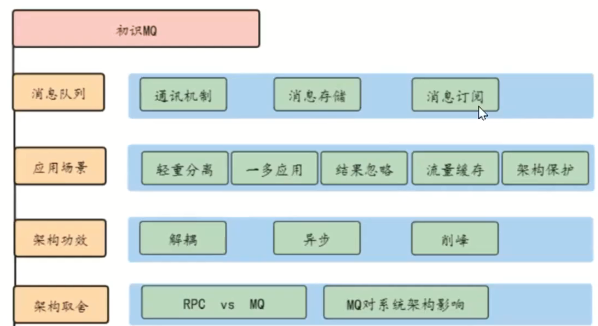 初识MQ
消息队列 通讯机制 消息存储 消息订阅
应用场景 轻重分离 一多应用 结果忽略 流量缓存 架构保护
架构功效 解耦 异步 削峰
架构取舍 RPC vs MQ MQ对系统架构影响